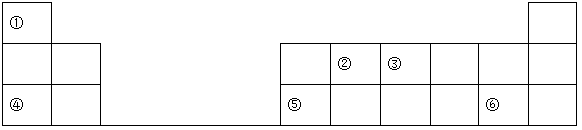 ①
② ③
④ ⑤ ⑥